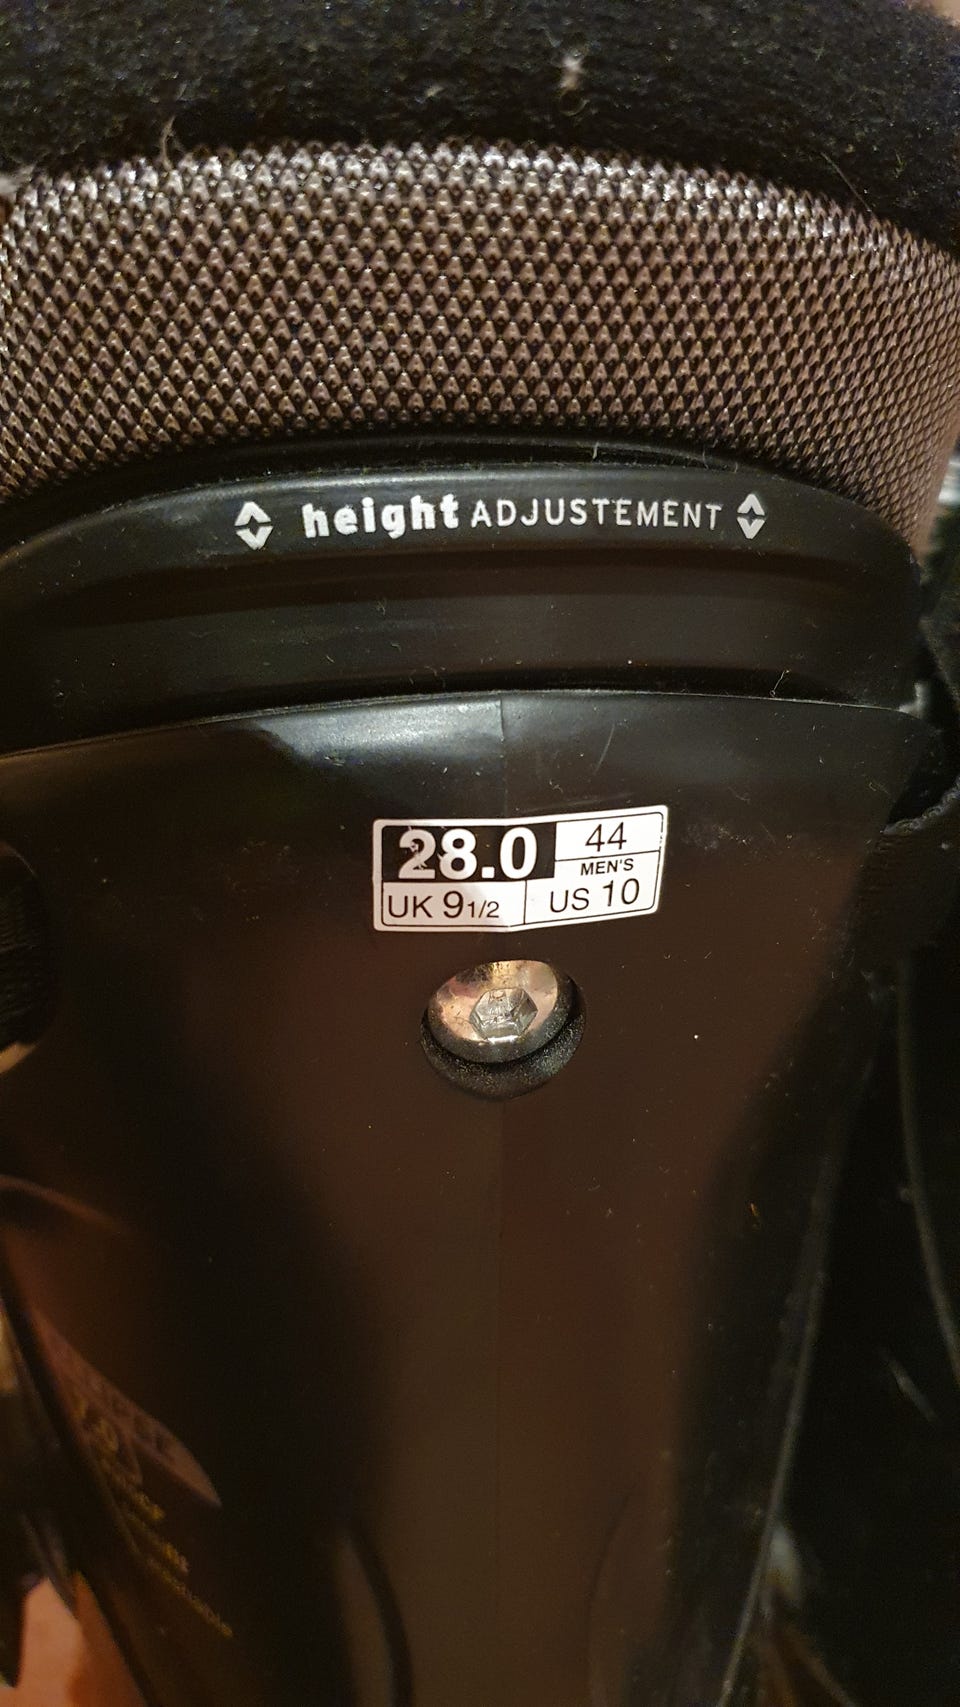 height ADJUSTEMENT
28.0
44
MEN'S
UK 9 1/2
US 10